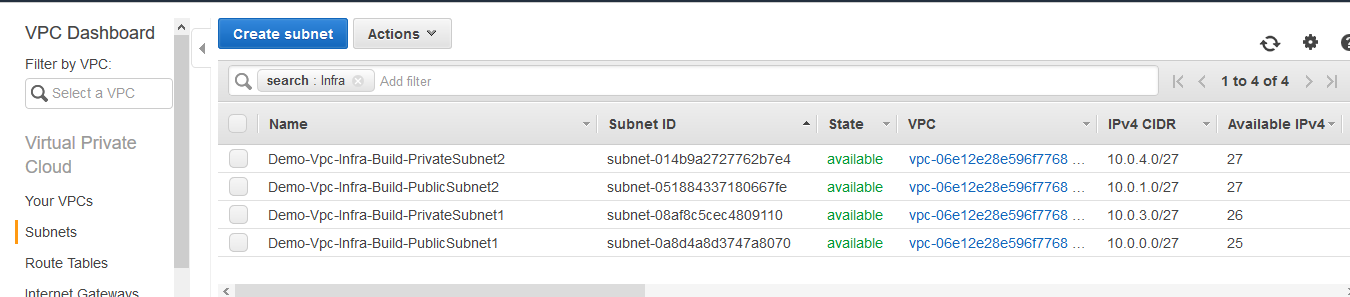 VPC Dashboard
Filter by VPC:
Select a VPC
Virtual Private
Cloud
Your VPCs
Subnets
Route Tables
Internet Gateways
Create subnet Actions
search : Infra Add filter 1 to 4 of 4
Name Subnet ID State VPC IPv4 CIDR Available IPv4
Demo-Vpc-Infra-Build-PrivateSubnet2 subnet-014b9a2727762b7e4 available vpc-06e12e28e596f7768 ... 10.0.4.0/27 27
Demo-Vpc-Infra-Build-PublicSubnet2 subnet-051884337180667fe available vpc-06e12e28e596f7768 ... 10.0.1.0/27 27
Demo-Vpc-Infra-Build-PrivateSubnet1 subnet-08af8c5cec4809110 available vpc-06e12e28e596f7768 ... 10.0.3.0/27 26
Demo-Vpc-Infra-Build-PublicSubnet1 subnet-0a8d4a8d3747a8070 available vpc-06e12e28e596f7768 ... 10.0.0.0/27 25